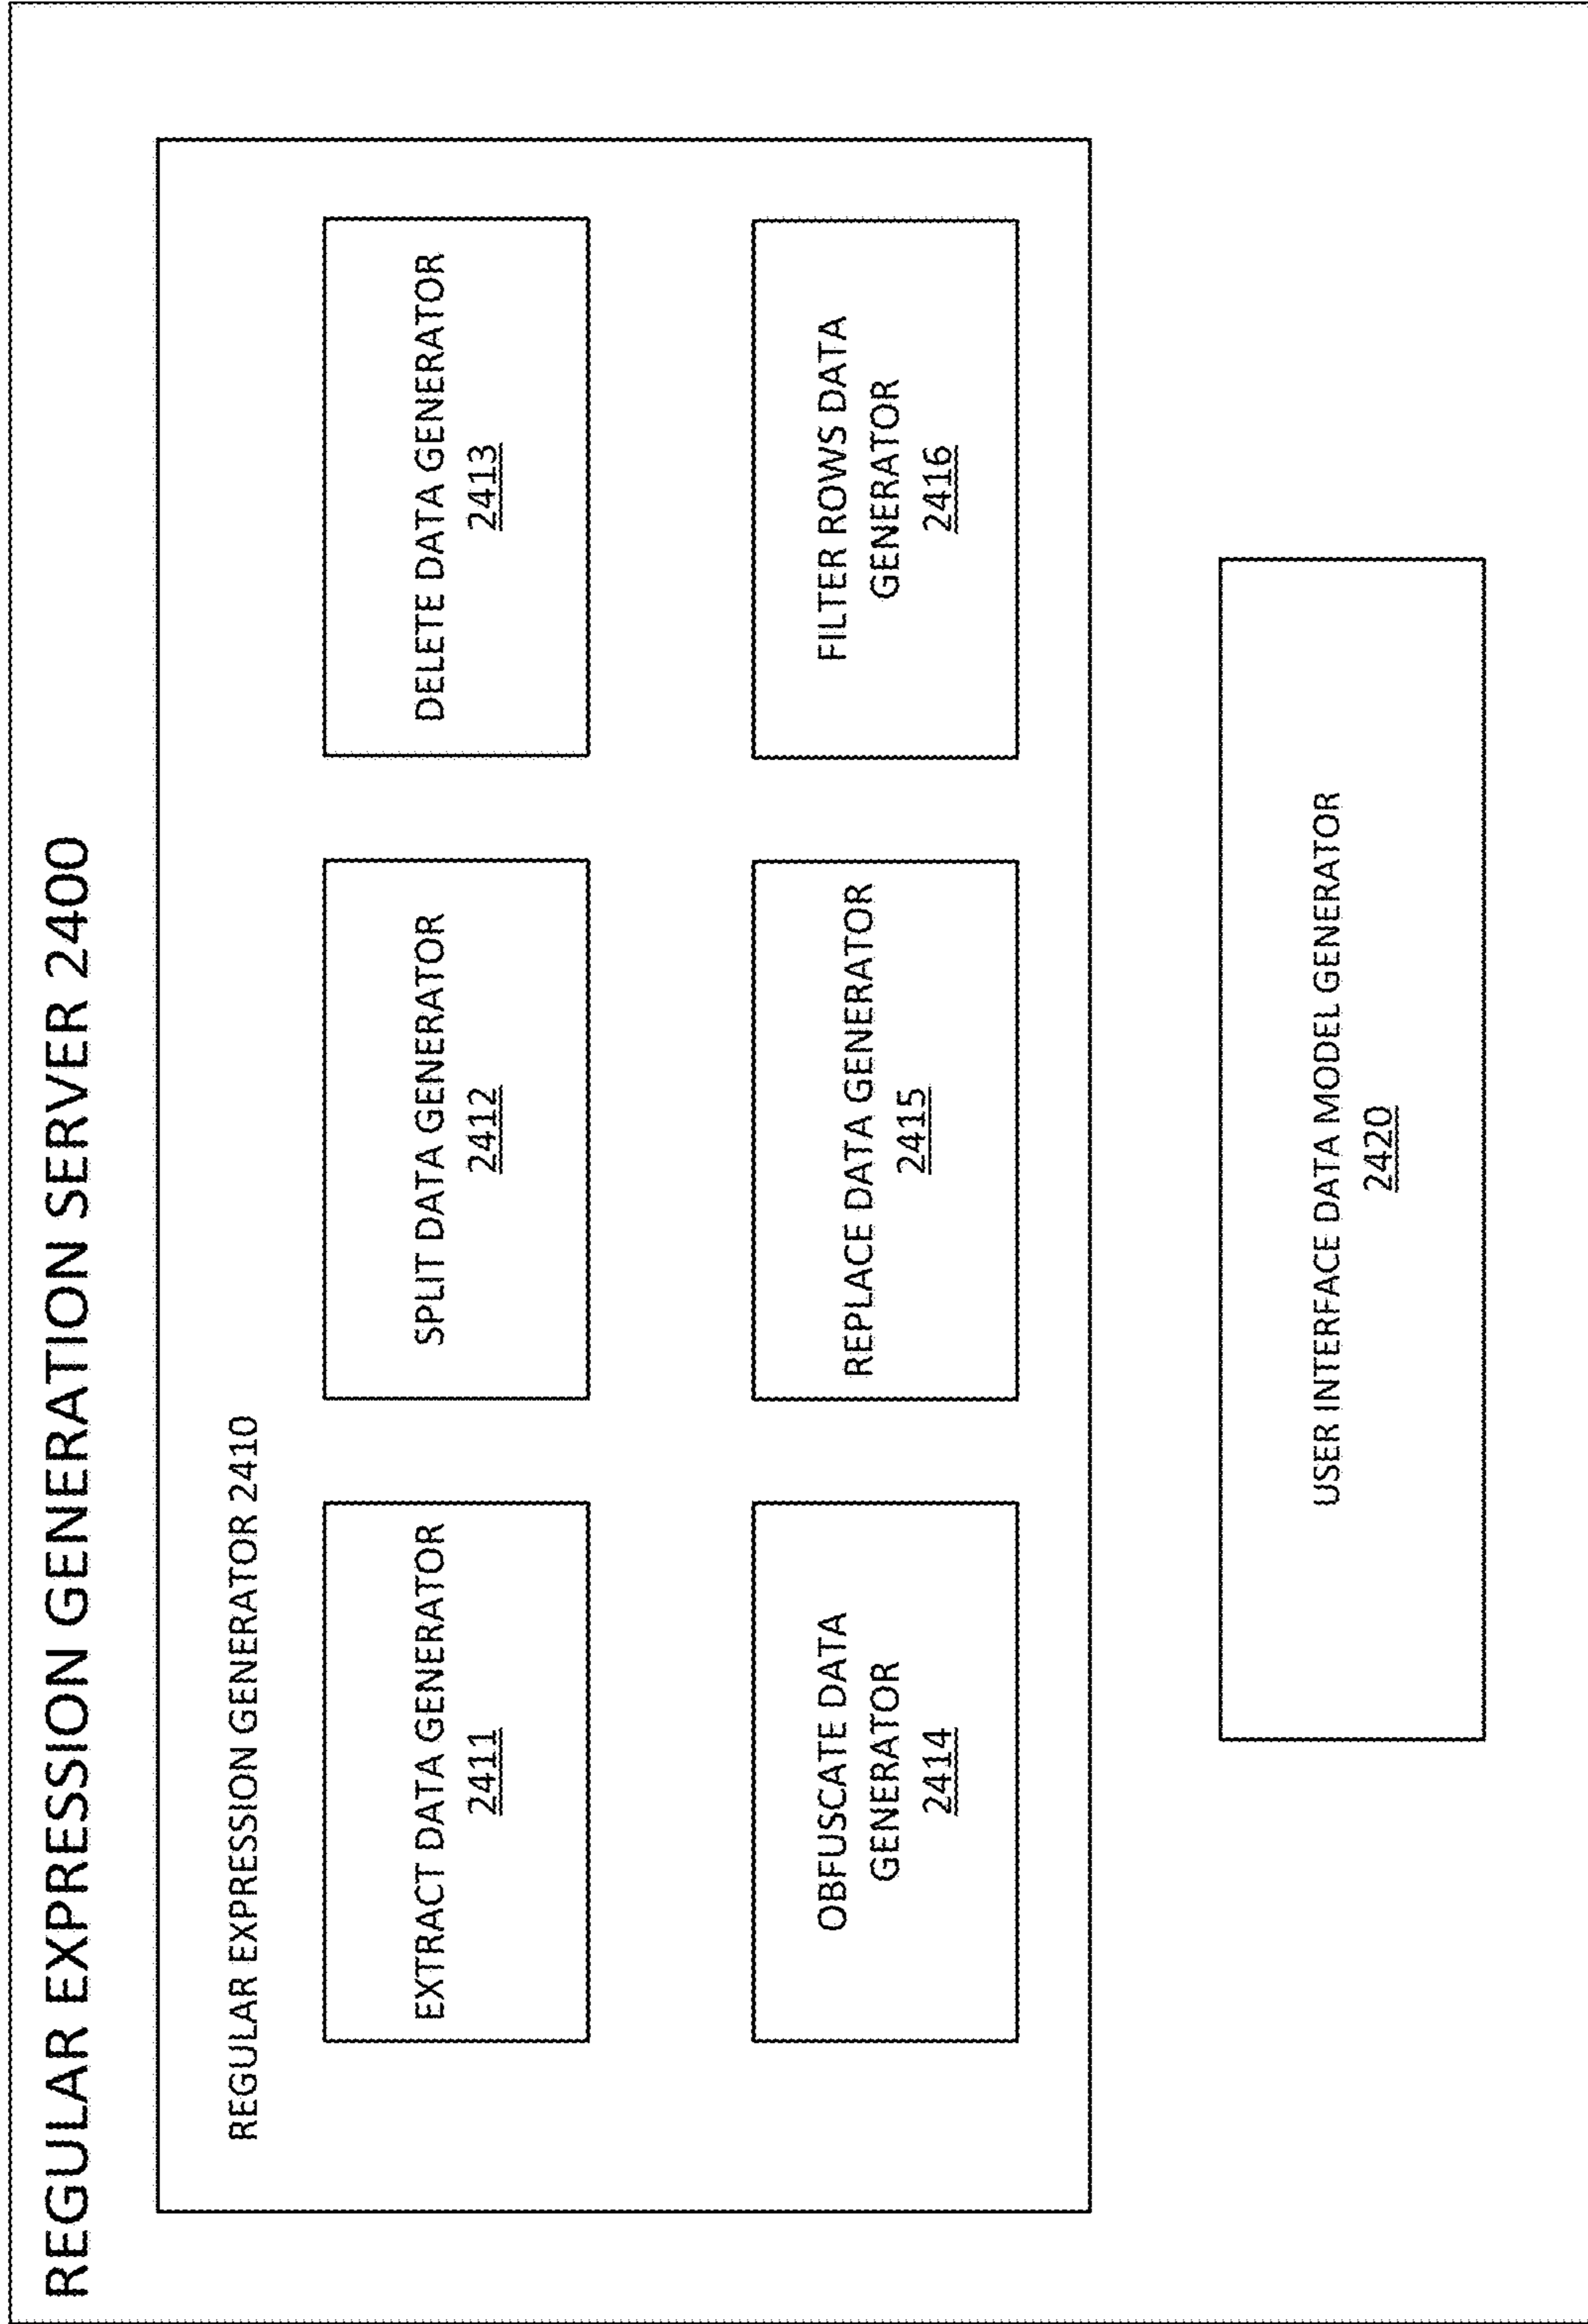 REGULAR EXPRESSION GENERATION SERVER 2400
REGULAR EXPRESSION GENERATOR 2410
EXTRACT DATA GENERATOR
2411
SPLIT DATA GENERATOR
2412
DELETE DATA GENERATOR
2413
OBFUSCATE DATA
GENERATOR
2414
REPLACE DATA GENERATOR
2415
FILTER ROWS DATA
GENERATOR
2416
USER INTERFACE DATA MODEL GENERATOR
2420